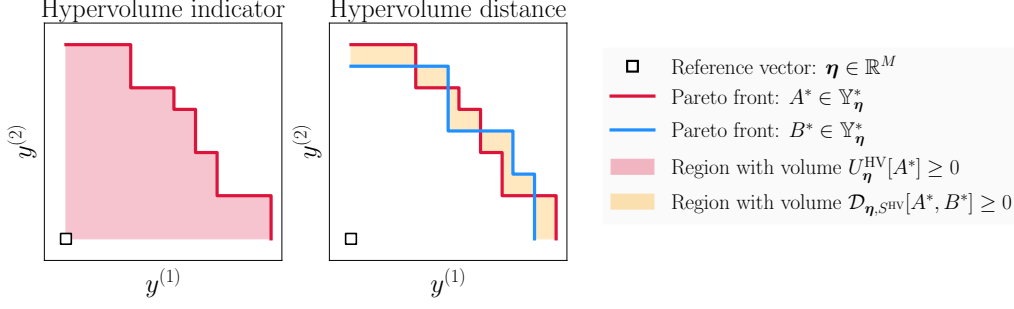 Hypervolume indicator
Hypervolume distance
y^{(2)}
y^{(1)}
y^{(2)}
y^{(1)}
Reference vector: η ∈ ℝ^M
Pareto front: A* ∈ 𝕐*_η
Pareto front: B* ∈ 𝕐*_η
Region with volume U^{HV}_η[A*] ≥ 0
Region with volume 𝒟_{η,S^{HV}}[A*, B*] ≥ 0